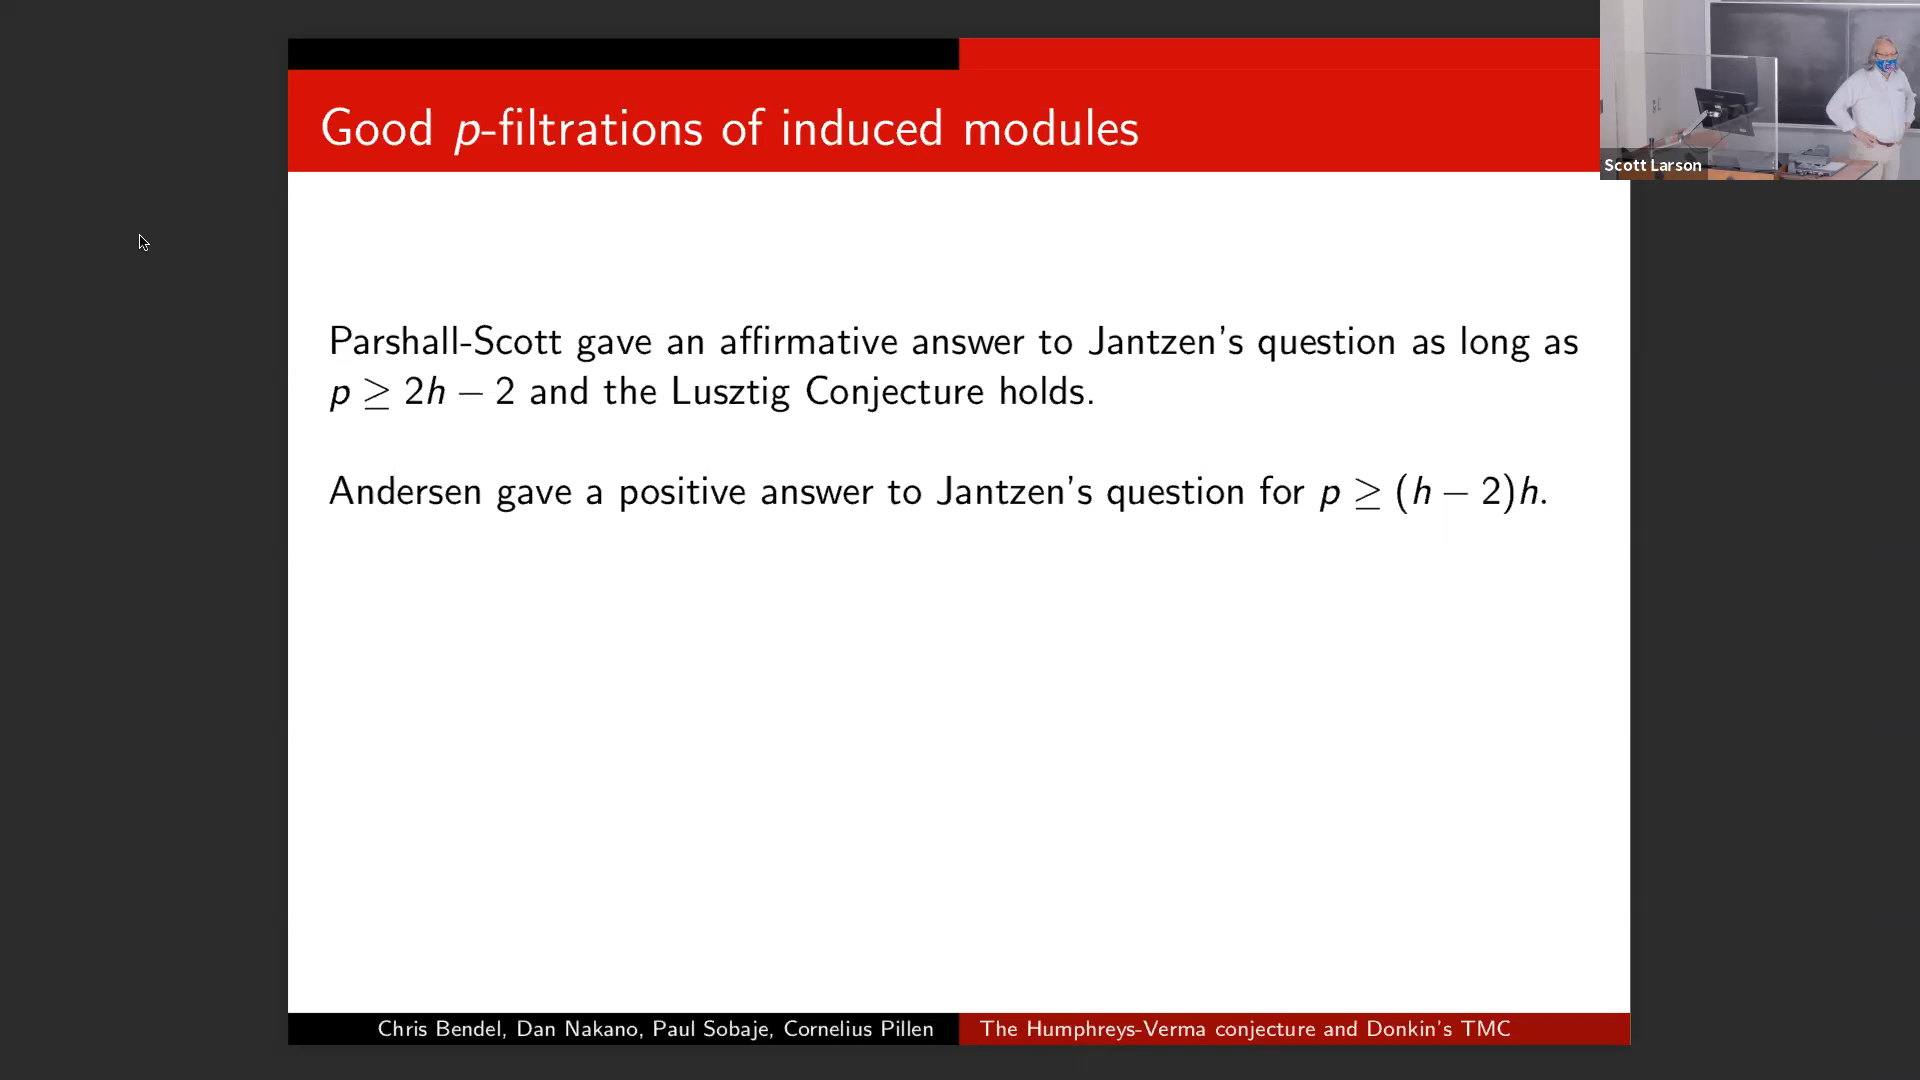 Good p-filtrations of induced modules
Scott Larson
Parshall-Scott gave an affirmative answer to Jantzen's question as long as
p ≥ 2h − 2 and the Lusztig Conjecture holds.
Andersen gave a positive answer to Jantzen's question for p ≥ (h − 2)h.
Chris Bendel, Dan Nakano, Paul Sobaje, Cornelius Pillen
The Humphreys-Verma conjecture and Donkin's TMC